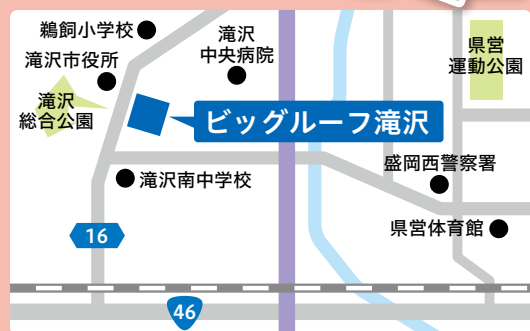 鵜飼小学校
滝沢市役所
滝沢
中央病院
県営
運動公園
滝沢
総合公園
ビッグルーフ滝沢
盛岡西警察署
滝沢南中学校
県営体育館
16
46